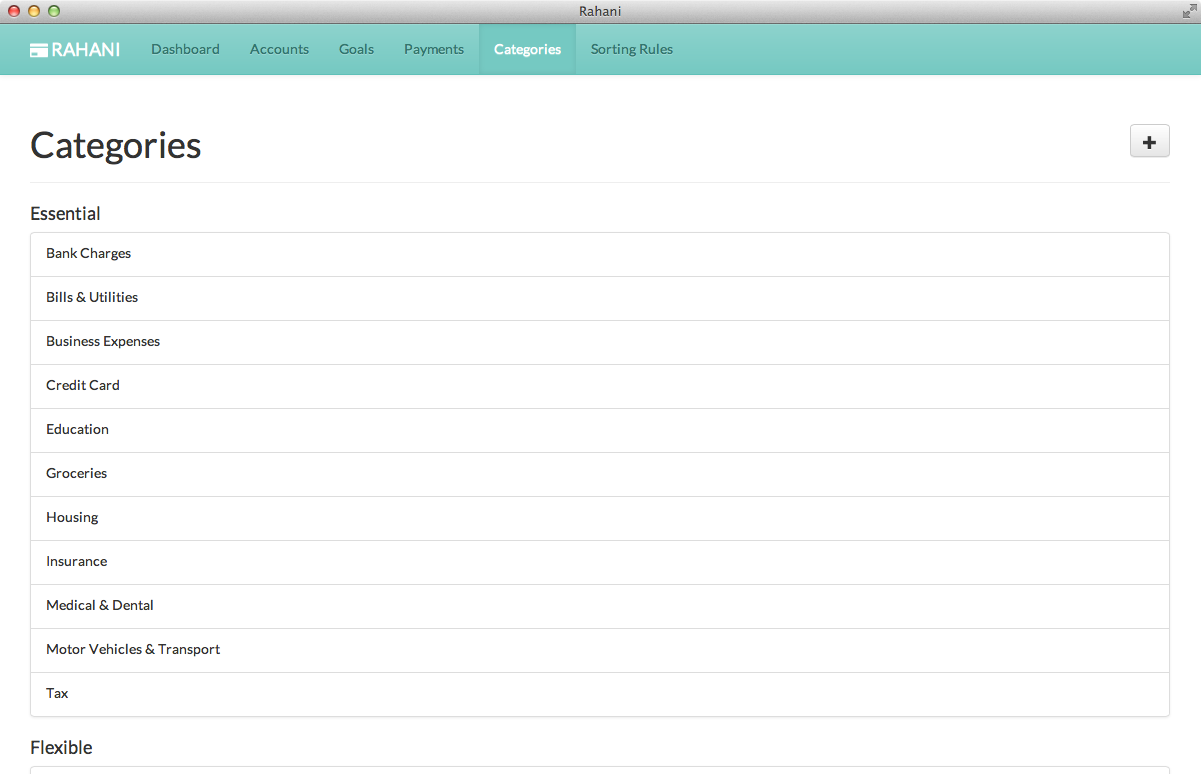 Rahani
RAHANI Dashboard Accounts Goals Payments Categories Sorting Rules
Categories
Essential
Bank Charges
Bills & Utilities
Business Expenses
Credit Card
Education
Groceries
Housing
Insurance
Medical & Dental
Motor Vehicles & Transport
Tax
Flexible